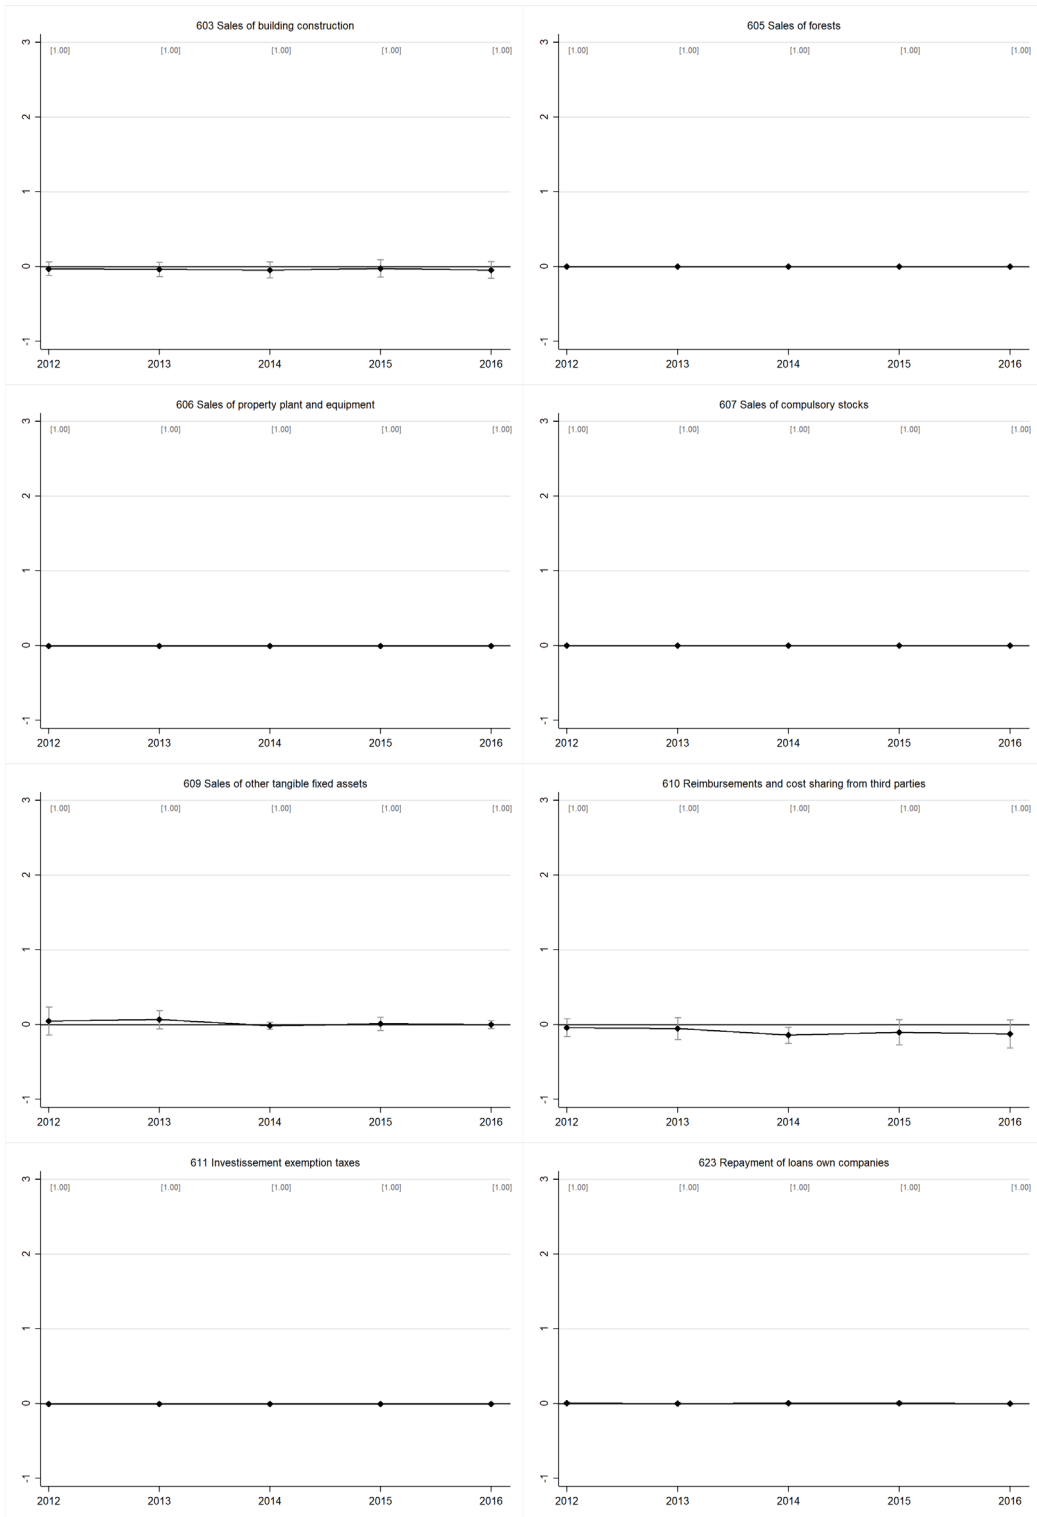 603 Sales of building construction
3
[1.00] [1.00] [1.00] [1.00] [1.00]
2
1
0
-1
2012 2013 2014 2015 2016
605 Sales of forests
3
[1.00] [1.00] [1.00] [1.00] [1.00]
2
1
0
-1
2012 2013 2014 2015 2016
606 Sales of property plant and equipment
3
[1.00] [1.00] [1.00] [1.00] [1.00]
2
1
0
-1
2012 2013 2014 2015 2016
607 Sales of compulsory stocks
3
[1.00] [1.00] [1.00] [1.00] [1.00]
2
1
0
-1
2012 2013 2014 2015 2016
609 Sales of other tangible fixed assets
3
[1.00] [1.00] [1.00] [1.00] [1.00]
2
1
0
-1
2012 2013 2014 2015 2016
610 Reimbursements and cost sharing from third parties
3
[1.00] [1.00] [1.00] [1.00] [1.00]
2
1
0
-1
2012 2013 2014 2015 2016
611 Investissement exemption taxes
3
[1.00] [1.00] [1.00] [1.00] [1.00]
2
1
0
-1
2012 2013 2014 2015 2016
623 Repayment of loans own companies
3
[1.00] [1.00] [1.00] [1.00] [1.00]
2
1
0
-1
2012 2013 2014 2015 2016